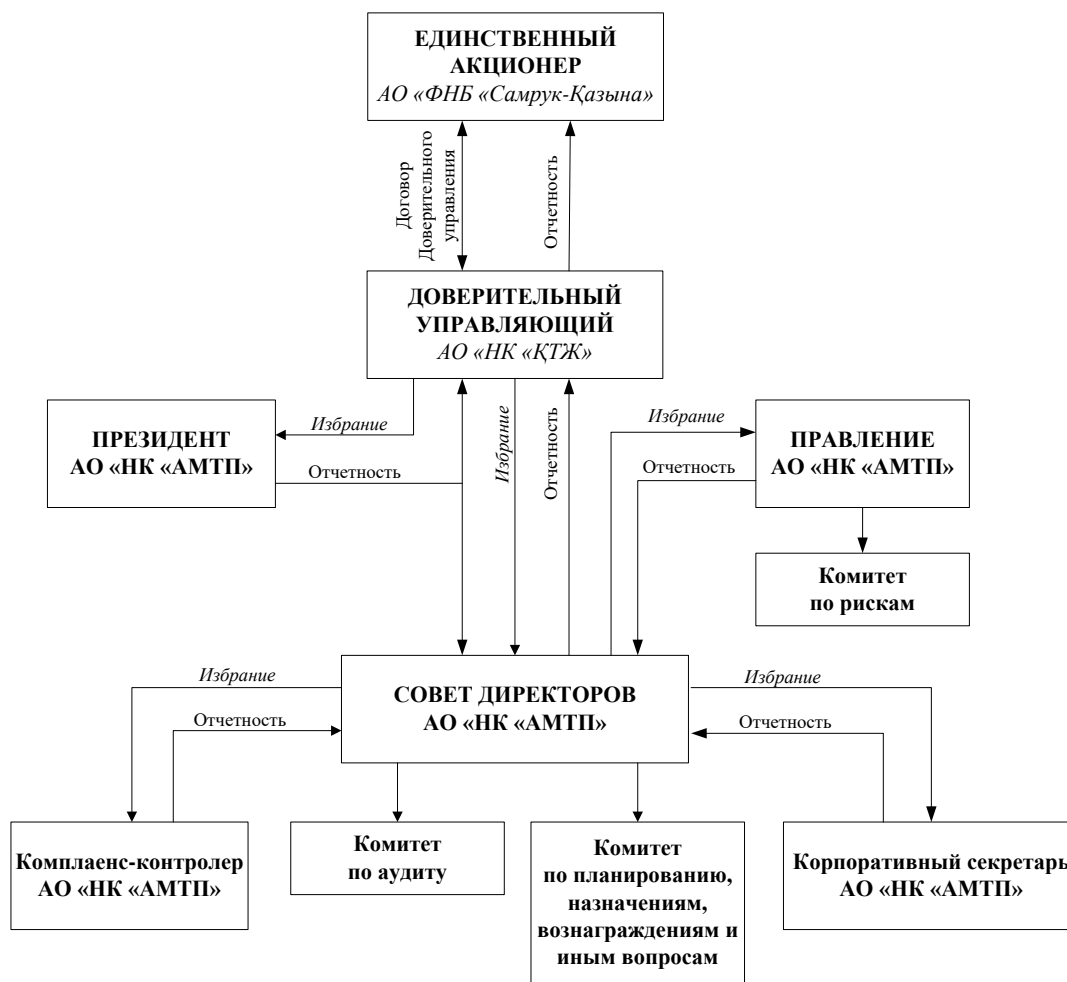 ЕДИНСТВЕННЫЙ
АКЦИОНЕР
АО «ФНБ «Самрук-Қазына»
Договор
Доверительного
управления
Отчетность
ДОВЕРИТЕЛЬНЫЙ
УПРАВЛЯЮЩИЙ
АО «НК «ҚТЖ»
ПРЕЗИДЕНТ
АО «НК «АМТП»
Избрание
Отчетность
Избрание
Отчетность
Избрание
Отчетность
ПРАВЛЕНИЕ
АО «НК «АМТП»
Комитет
по рискам
Избрание
Отчетность
СОВЕТ ДИРЕКТОРОВ
АО «НК «АМТП»
Избрание
Отчетность
Комплаенс-контролер
АО «НК «АМТП»
Комитет
по аудиту
Комитет
по планированию,
назначениям,
вознаграждениям и
иным вопросам
Корпоративный секретарь
АО «НК «АМТП»